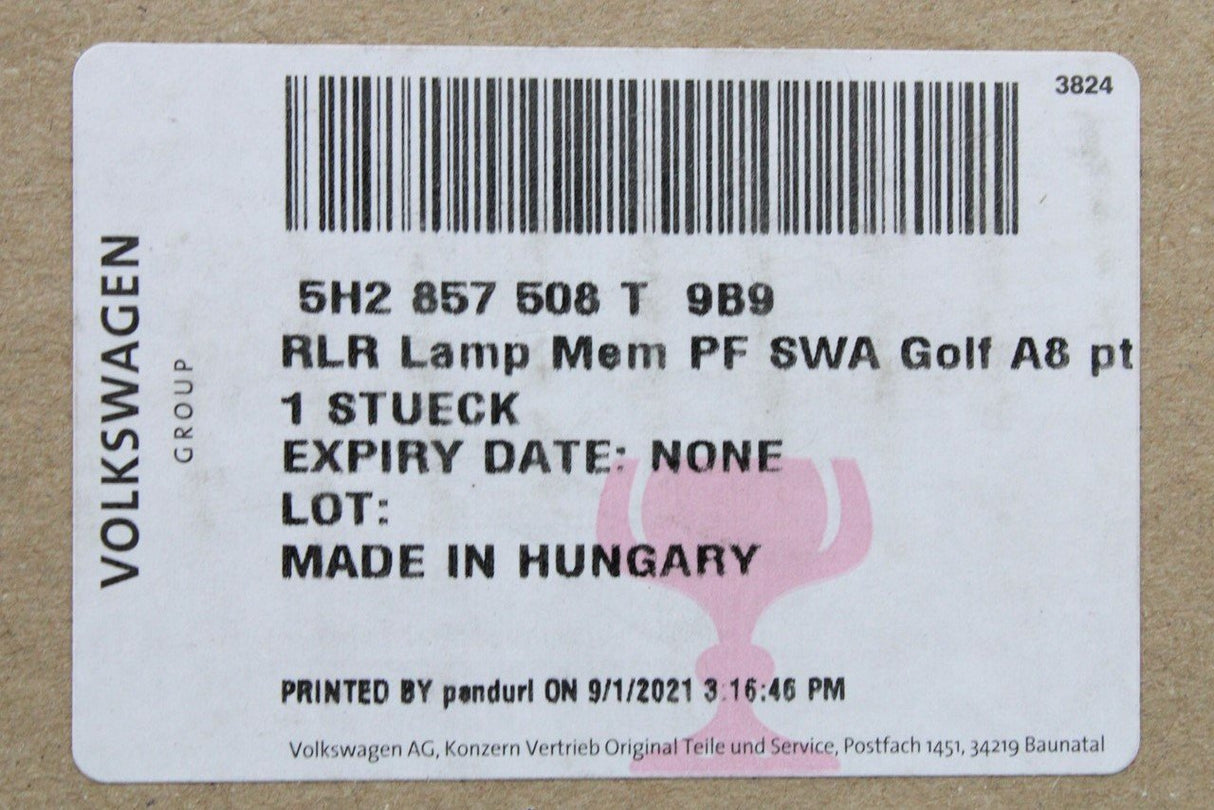 3824
VOLKSWAGEN
GROUP
5H2 857 508 T 9B9
RLR Lamp Mem PF SWA Golf A8 pt
1 STUECK
EXPIRY DATE: NONE
LOT:
MADE IN HUNGARY
PRINTED BY pandurl ON 9/1/2021 3:16:46 PM
Volkswagen AG, Konzern Vertrieb Original Teile und Service, Postfach 1451, 34219 Baunatal